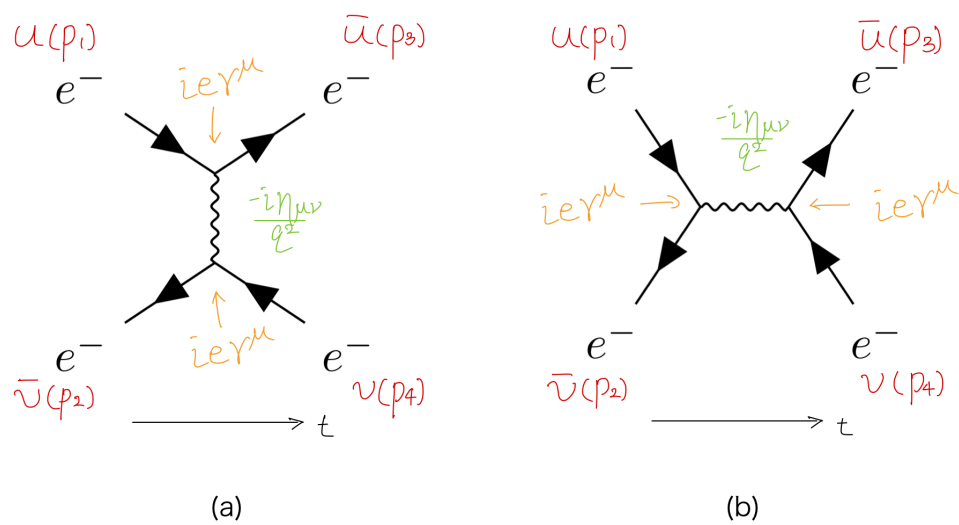 u(p₁) ū(p₃) u(p₁) ū(p₃)
e⁻ ieγ^μ e⁻ e⁻ e⁻
-iη_μν/q²
-iη_μν/q²
ieγ^μ ieγ^μ
e⁻ ieγ^μ e⁻ e⁻ e⁻
v̄(p₂) v(p₄) v̄(p₂) v(p₄)
t t
(a) (b)